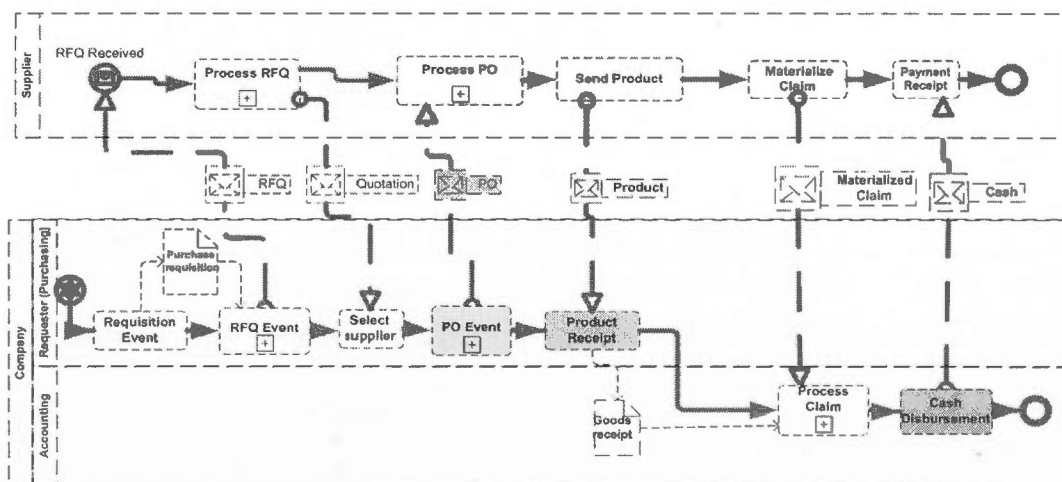 Supplier
RFQ Received
Process RFQ
+
Process PO
+
Send Product
Materialize
Claim
Payment
Receipt
RFQ
Quotation
PO
Product
Materialized
Claim
Cash
Company
Requester (Purchasing)
Purchase
requisition
Requisition
Event
RFQ Event
+
Select
supplier
PO Event
+
Product
Receipt
Accounting
Goods
receipt
Process
Claim
+
Cash
Disbursement